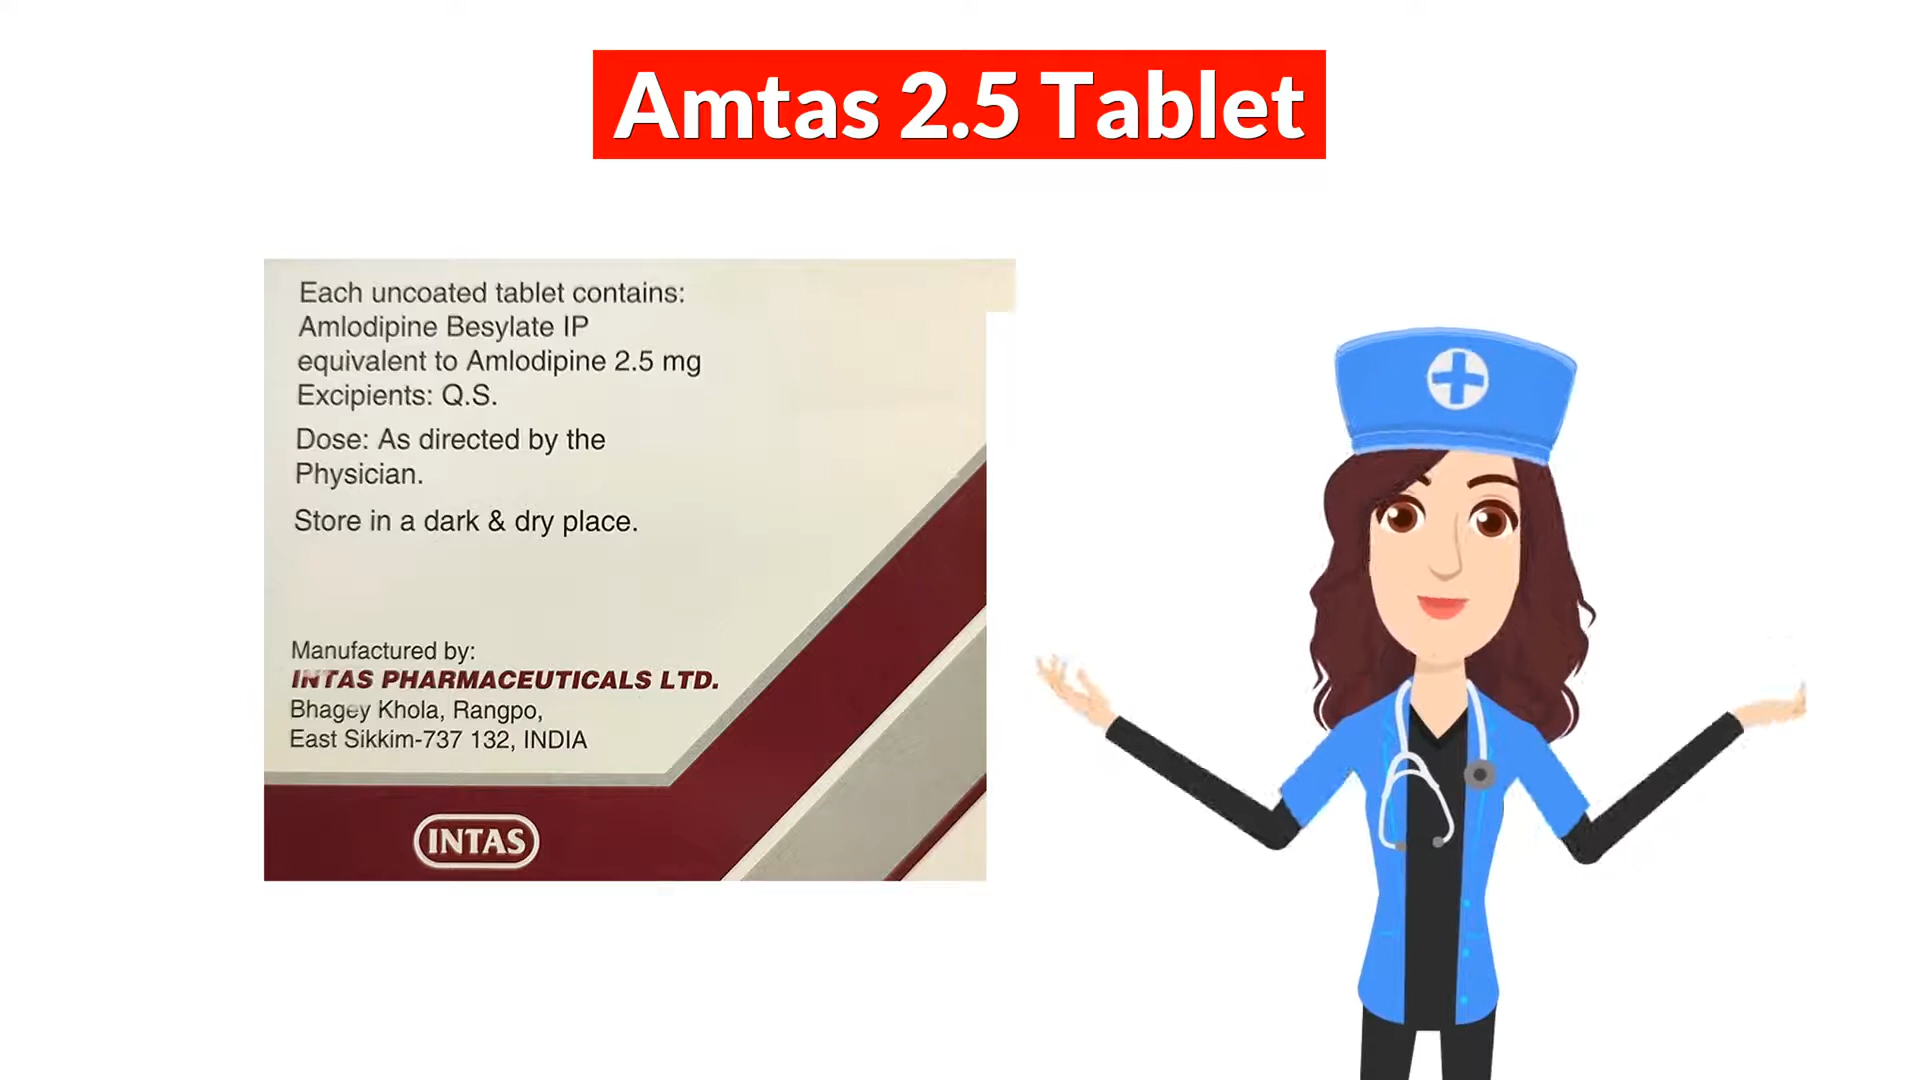 Amtas 2.5 Tablet
Each uncoated tablet contains:
Amlodipine Besylate IP
equivalent to Amlodipine 2.5 mg
Excipients: Q.S.
Dose: As directed by the
Physician.
Store in a dark & dry place.
Manufactured by:
INTAS PHARMACEUTICALS LTD.
Bhagey Khola, Rangpo,
East Sikkim-737 132, INDIA
INTAS